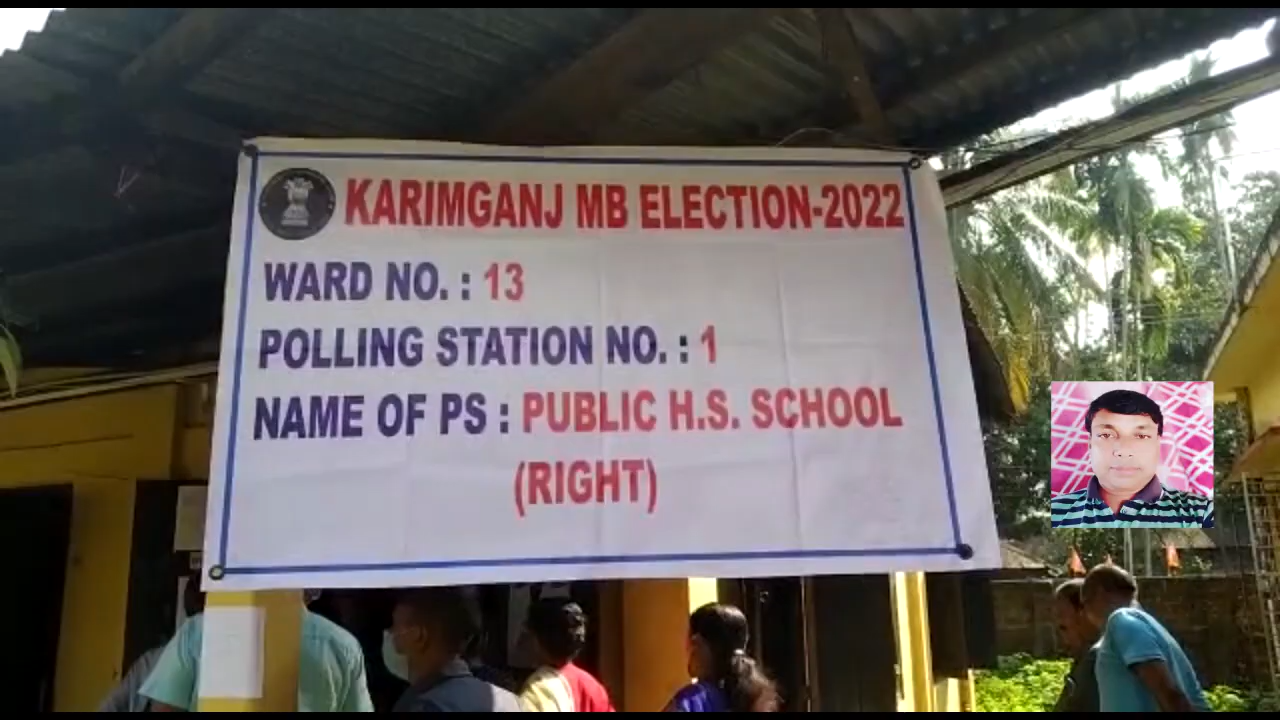 KARIMGANJ MB ELECTION-2022
WARD NO. : 13
POLLING STATION NO. : 1
NAME OF PS : PUBLIC H.S. SCHOOL
(RIGHT)